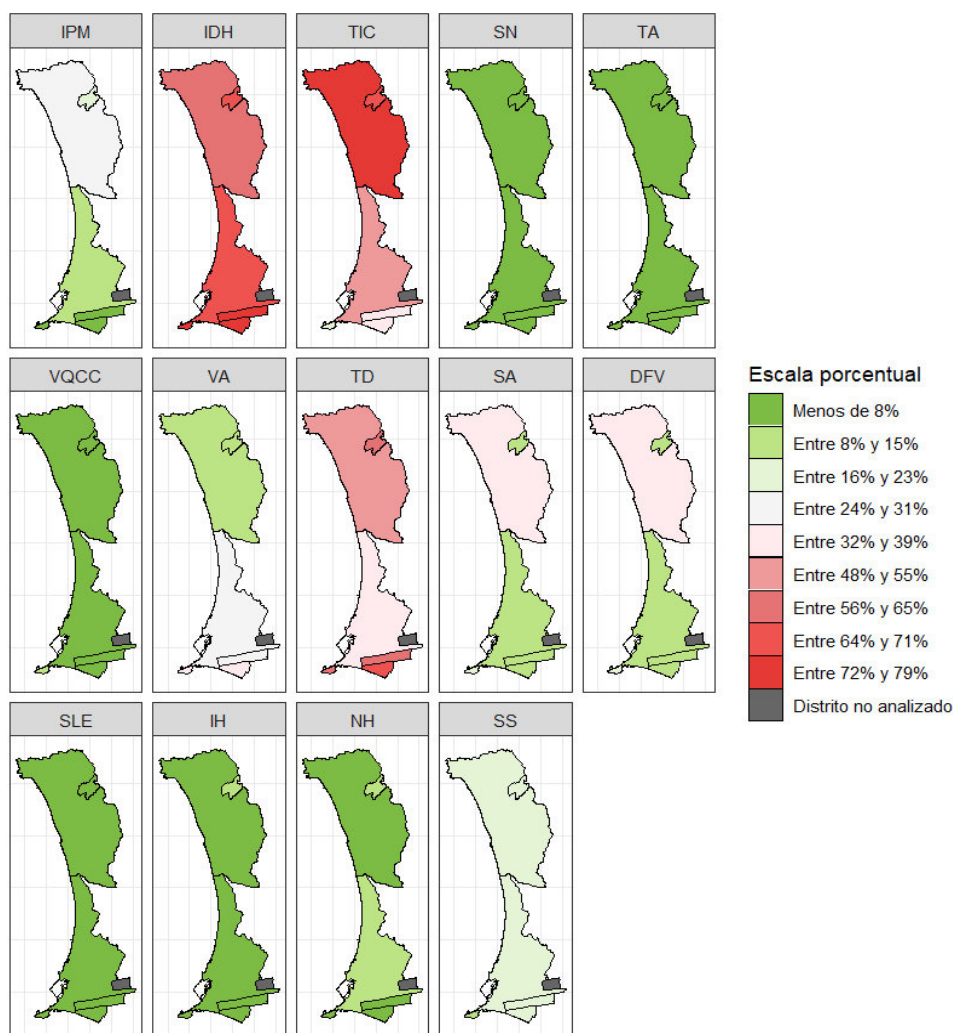 IPM
IDH
TIC
SN
TA
VQCC
VA
TD
SA
DFV
SLE
IH
NH
SS
Escala porcentual
Menos de 8%
Entre 8% y 15%
Entre 16% y 23%
Entre 24% y 31%
Entre 32% y 39%
Entre 48% y 55%
Entre 56% y 65%
Entre 64% y 71%
Entre 72% y 79%
Distrito no analizado